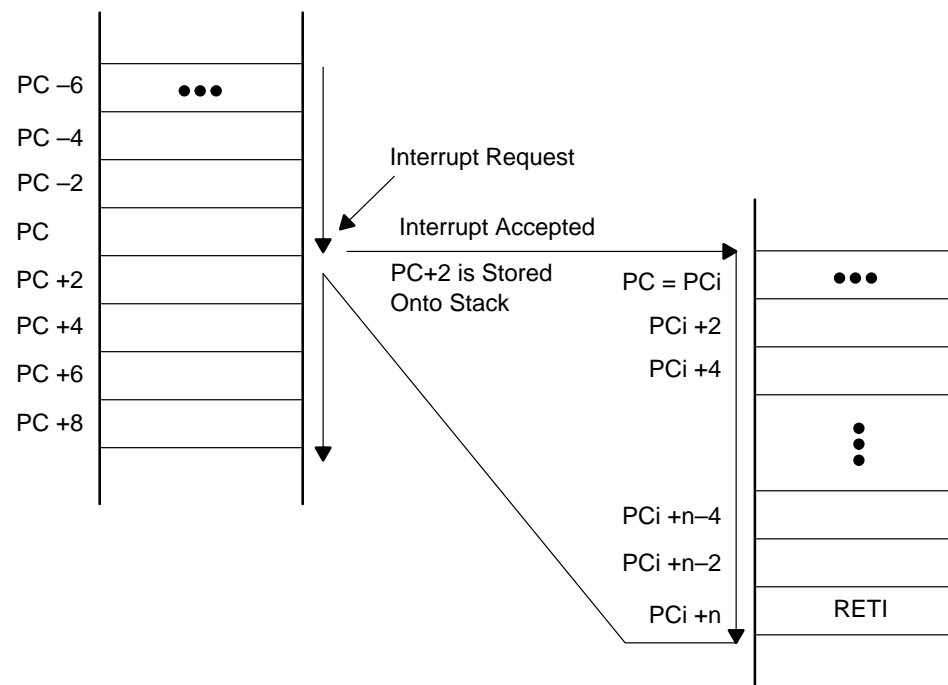 PC –6
PC –4
PC –2
PC
PC +2
PC +4
PC +6
PC +8
Interrupt Request
Interrupt Accepted
PC+2 is Stored
Onto Stack
PC = PCi
PCi +2
PCi +4
PCi +n–4
PCi +n–2
PCi +n
RETI